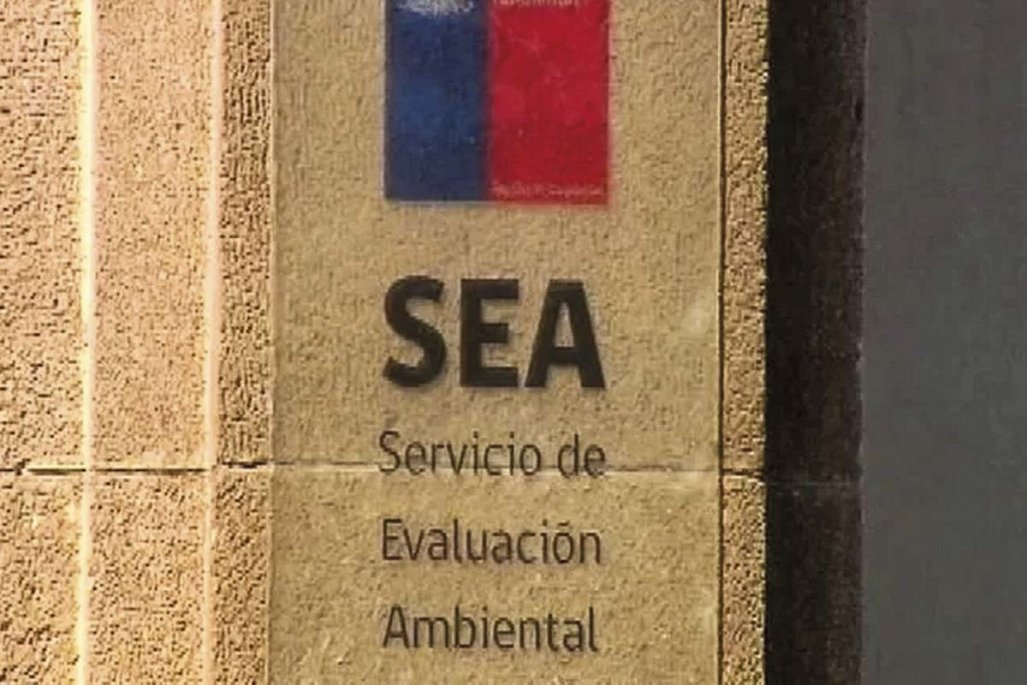 SEA
Servicio de
Evaluación
Ambiental